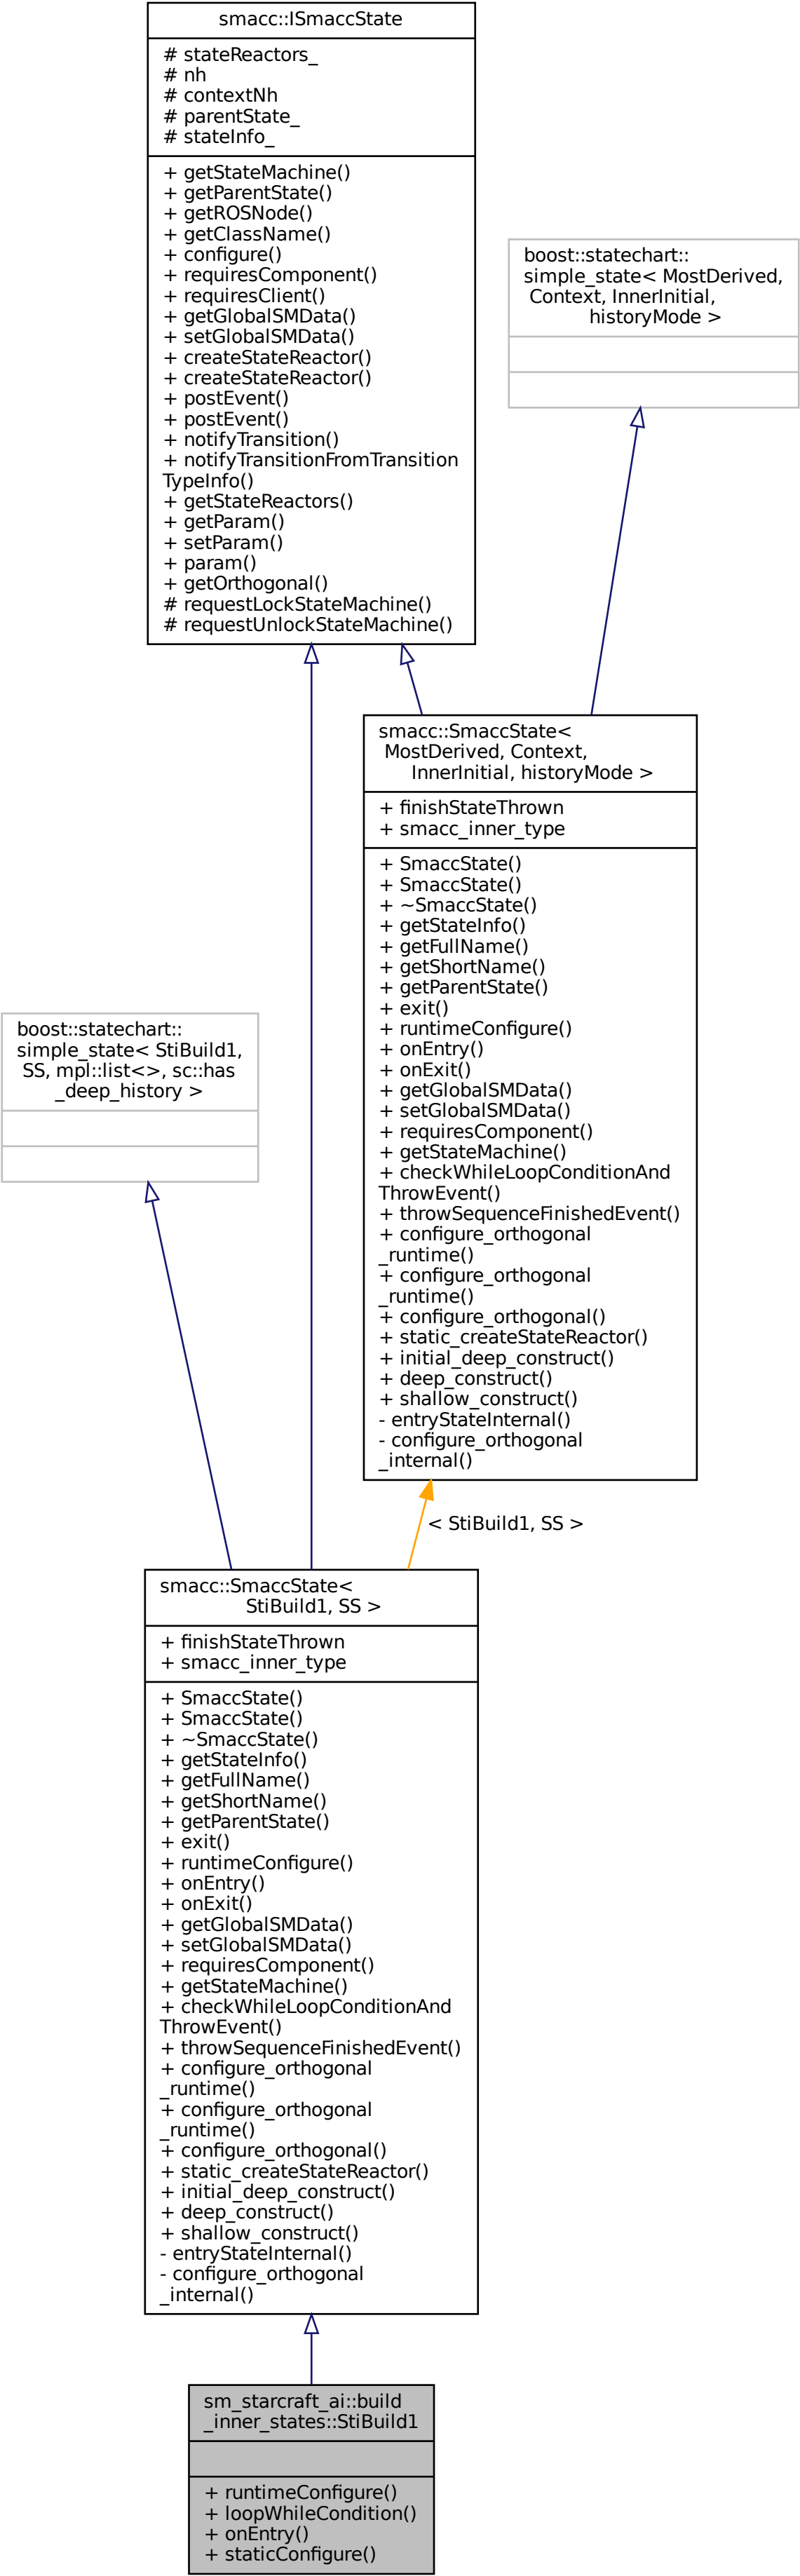 smacc::ISmaccState
# stateReactors_
# nh
# contextNh
# parentState_
# stateInfo_
+ getStateMachine()
+ getParentState()
+ getROSNode()
+ getClassName()
+ configure()
+ requiresComponent()
+ requiresClient()
+ getGlobalSMData()
+ setGlobalSMData()
+ createStateReactor()
+ createStateReactor()
+ postEvent()
+ postEvent()
+ notifyTransition()
+ notifyTransitionFromTransition
TypeInfo()
+ getStateReactors()
+ getParam()
+ setParam()
+ param()
+ getOrthogonal()
# requestLockStateMachine()
# requestUnlockStateMachine()
boost::statechart::
simple_state< MostDerived,
Context, InnerInitial,
historyMode >
smacc::SmaccState<
MostDerived, Context,
InnerInitial, historyMode >
+ finishStateThrown
+ smacc_inner_type
+ SmaccState()
+ SmaccState()
+ ~SmaccState()
+ getStateInfo()
+ getFullName()
+ getShortName()
+ getParentState()
+ exit()
+ runtimeConfigure()
+ onEntry()
+ onExit()
+ getGlobalSMData()
+ setGlobalSMData()
+ requiresComponent()
+ getStateMachine()
+ checkWhileLoopConditionAnd
ThrowEvent()
+ throwSequenceFinishedEvent()
+ configure_orthogonal
_runtime()
+ configure_orthogonal
_runtime()
+ configure_orthogonal()
+ static_createStateReactor()
+ initial_deep_construct()
+ deep_construct()
+ shallow_construct()
- entryStateInternal()
- configure_orthogonal
_internal()
boost::statechart::
simple_state< StiBuild1,
SS, mpl::list<>, sc::has
_deep_history >
< StiBuild1, SS >
smacc::SmaccState<
StiBuild1, SS >
+ finishStateThrown
+ smacc_inner_type
+ SmaccState()
+ SmaccState()
+ ~SmaccState()
+ getStateInfo()
+ getFullName()
+ getShortName()
+ getParentState()
+ exit()
+ runtimeConfigure()
+ onEntry()
+ onExit()
+ getGlobalSMData()
+ setGlobalSMData()
+ requiresComponent()
+ getStateMachine()
+ checkWhileLoopConditionAnd
ThrowEvent()
+ throwSequenceFinishedEvent()
+ configure_orthogonal
_runtime()
+ configure_orthogonal
_runtime()
+ configure_orthogonal()
+ static_createStateReactor()
+ initial_deep_construct()
+ deep_construct()
+ shallow_construct()
- entryStateInternal()
- configure_orthogonal
_internal()
sm_starcraft_ai::build
_inner_states::StiBuild1
+ runtimeConfigure()
+ loopWhileCondition()
+ onEntry()
+ staticConfigure()